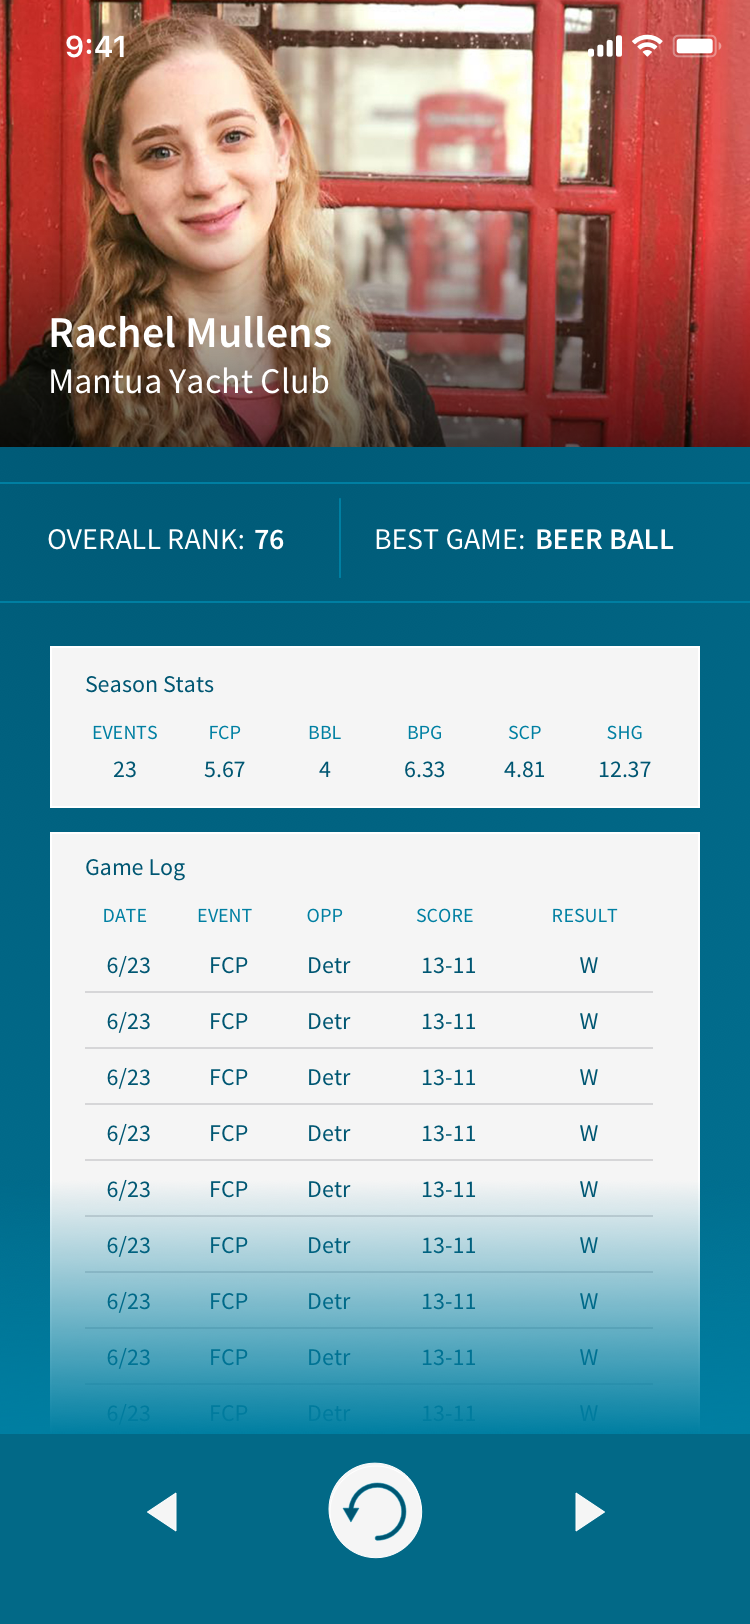 9:41
Rachel Mullens
Mantua Yacht Club
OVERALL RANK: 76 BEST GAME: BEER BALL
Season Stats
EVENTS FCP BBL BPG SCP SHG
23 5.67 4 6.33 4.81 12.37
Game Log
DATE EVENT OPP SCORE RESULT
6/23 FCP Detr 13-11 W
6/23 FCP Detr 13-11 W
6/23 FCP Detr 13-11 W
6/23 FCP Detr 13-11 W
6/23 FCP Detr 13-11 W
6/23 FCP Detr 13-11 W
6/23 FCP Detr 13-11 W
6/23 FCP Detr 13-11 W
6/23 FCP Detr 13-11 W